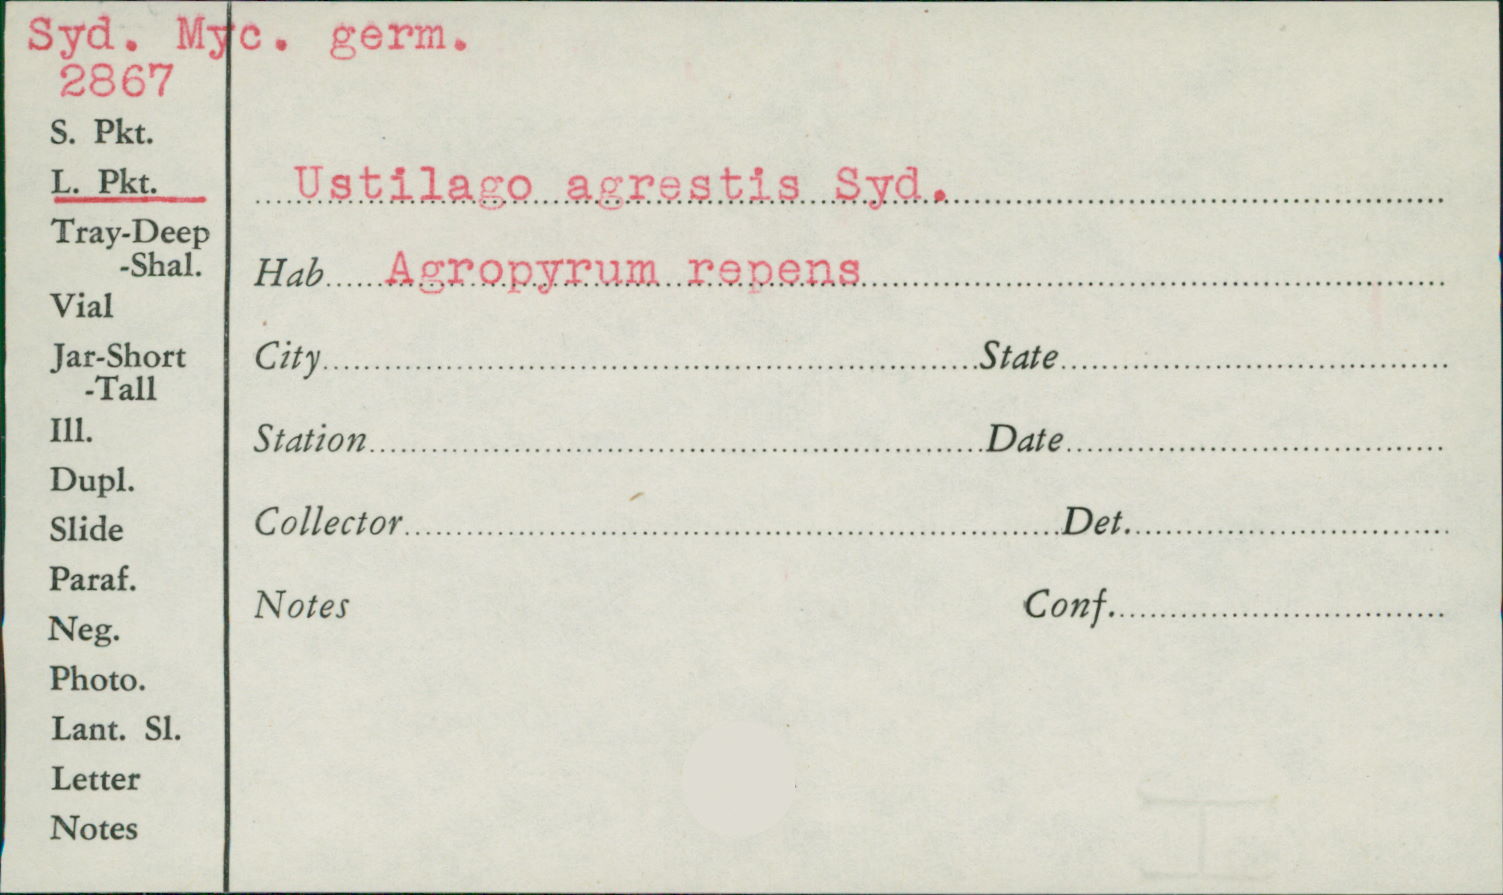 Syd. Myc. germ.
2867
S. Pkt.
L. Pkt.
Tray-Deep
-Shal.
Vial
Jar-Short
-Tall
Ill.
Dupl.
Slide
Paraf.
Neg.
Photo.
Lant. Sl.
Letter
Notes
Ustilago agrestis Syd.
Hab. Agropyrum repens
City State
Station Date
Collector Det.
Notes Conf.